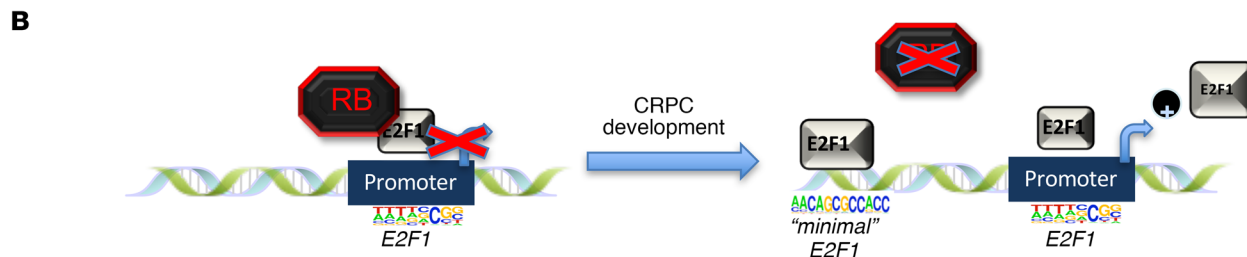 B
RB
E2F1
Promoter
E2F1
CRPC
development
E2F1
AACAGCGCCACC
"minimal"
E2F1
E2F1
+
E2F1
Promoter
E2F1